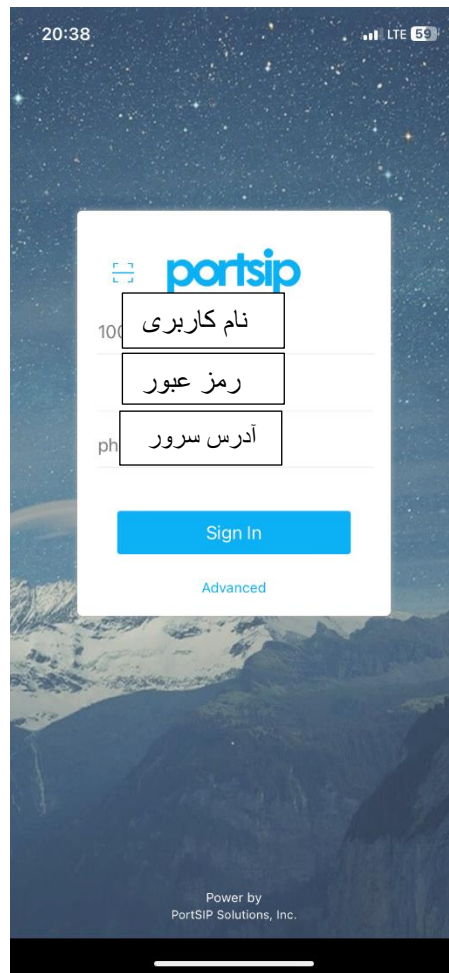 20:38
LTE 59
portsip
100 نام کاربری
رمز عبور
ph آدرس سرور
Sign In
Advanced
Power by
PortSIP Solutions, Inc.